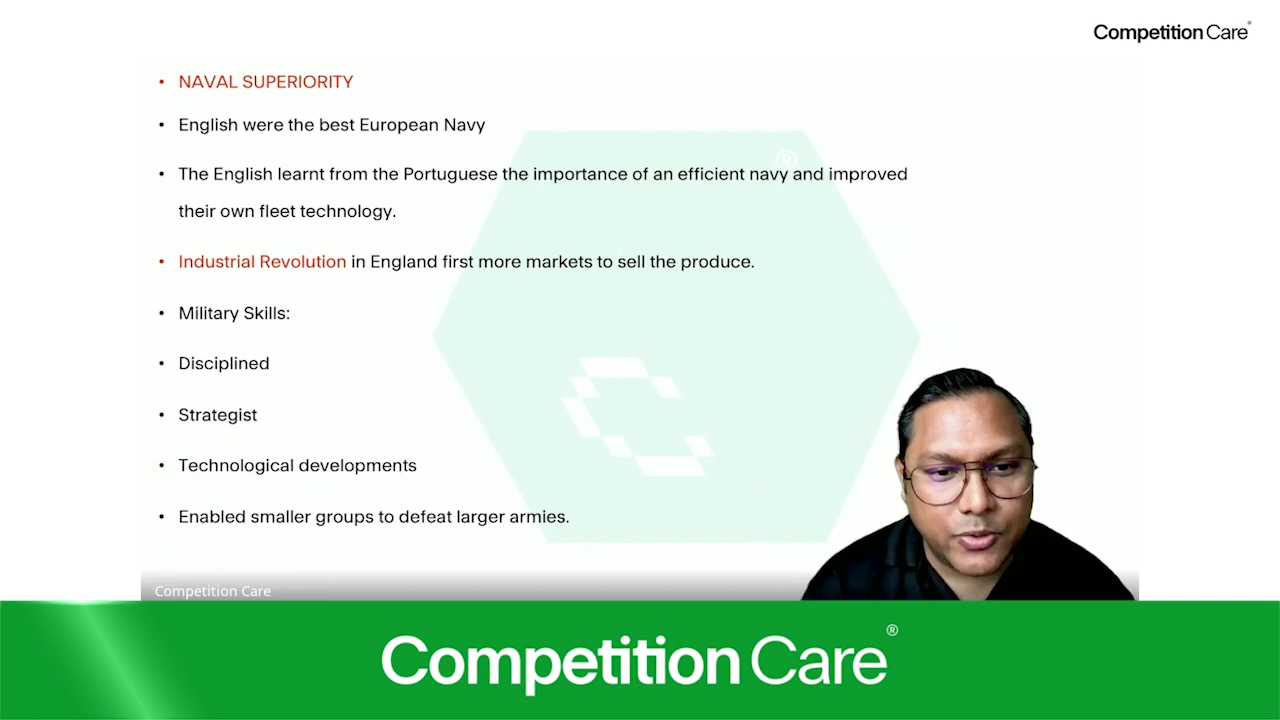 Competition Care®
• NAVAL SUPERIORITY
• English were the best European Navy
• The English learnt from the Portuguese the importance of an efficient navy and improved
their own fleet technology.
• Industrial Revolution in England first more markets to sell the produce.
• Military Skills:
• Disciplined
• Strategist
• Technological developments
• Enabled smaller groups to defeat larger armies.
Competition Care
Competition Care®